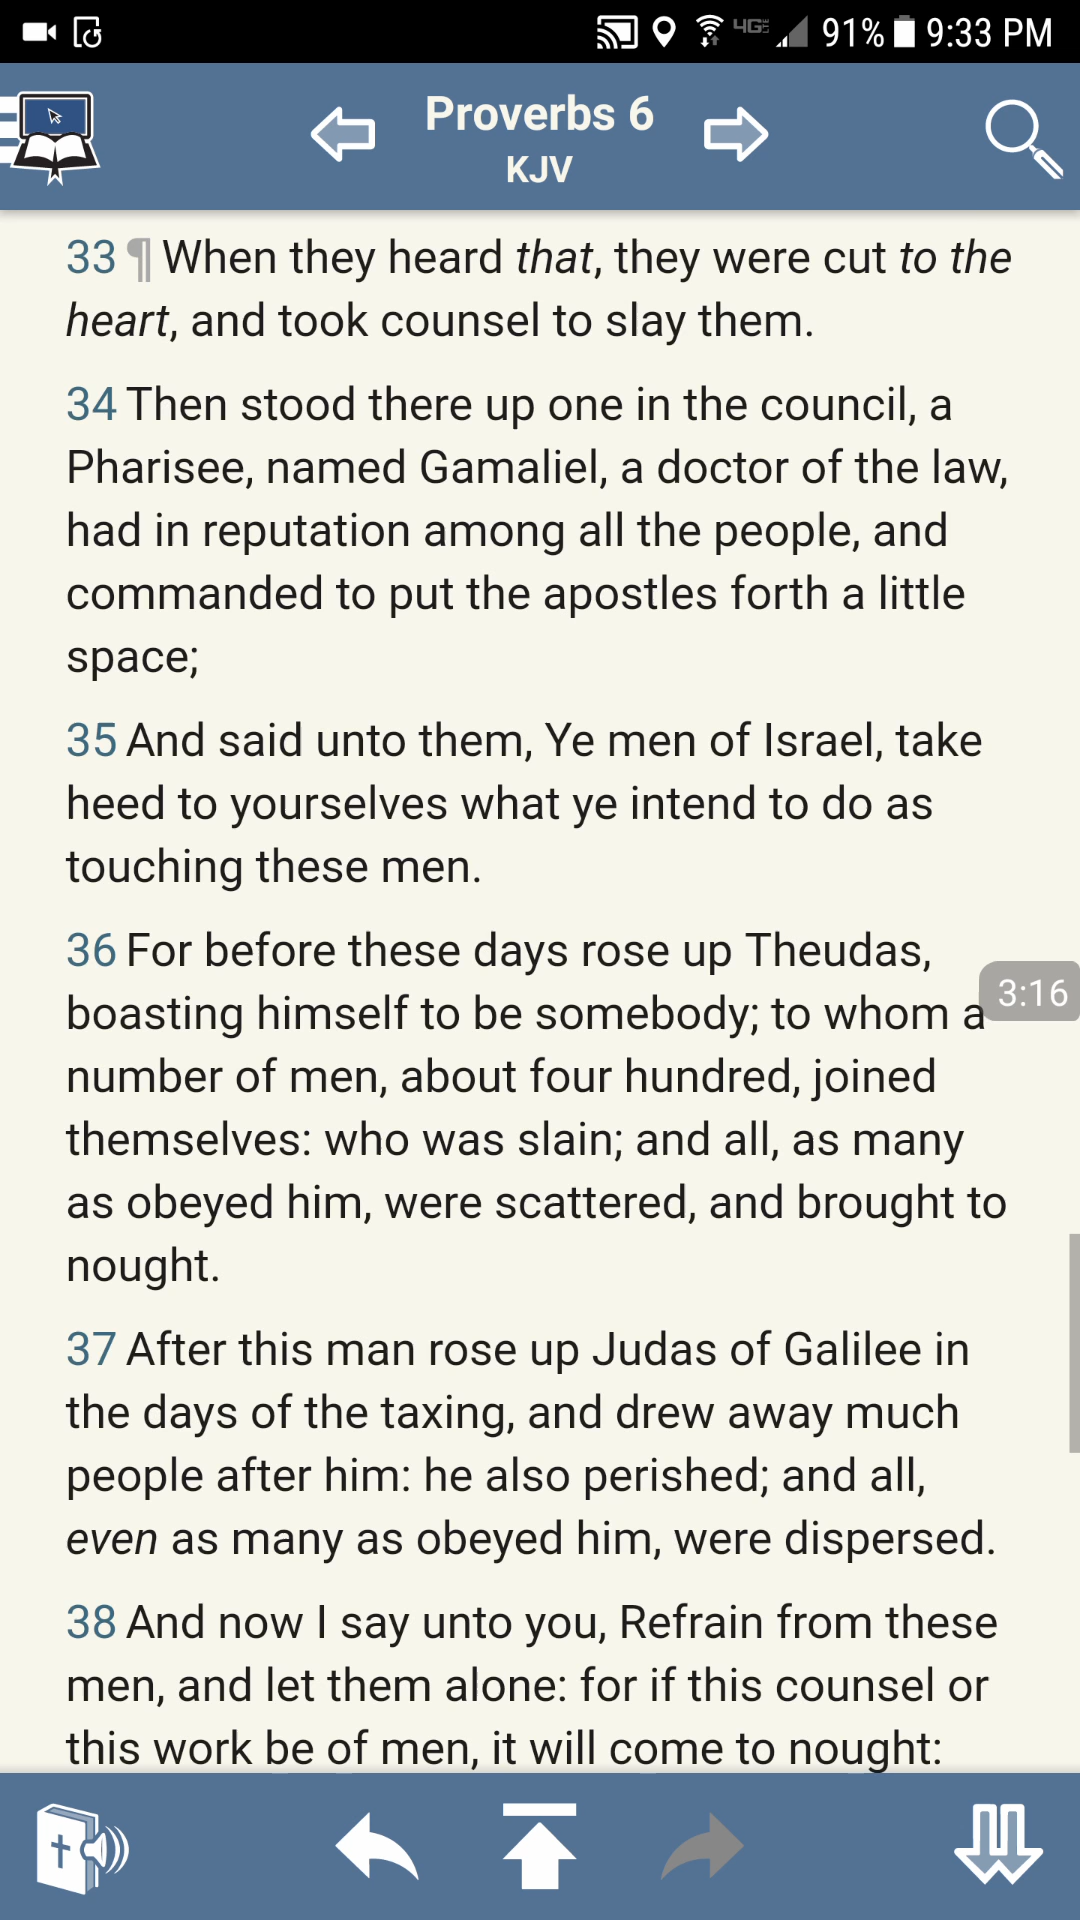 91% 9:33 PM
Proverbs 6
KJV
33 ¶ When they heard that, they were cut to the
heart, and took counsel to slay them.
34 Then stood there up one in the council, a
Pharisee, named Gamaliel, a doctor of the law,
had in reputation among all the people, and
commanded to put the apostles forth a little
space;
35 And said unto them, Ye men of Israel, take
heed to yourselves what ye intend to do as
touching these men.
36 For before these days rose up Theudas,
3:16
boasting himself to be somebody; to whom a
number of men, about four hundred, joined
themselves: who was slain; and all, as many
as obeyed him, were scattered, and brought to
nought.
37 After this man rose up Judas of Galilee in
the days of the taxing, and drew away much
people after him: he also perished; and all,
even as many as obeyed him, were dispersed.
38 And now I say unto you, Refrain from these
men, and let them alone: for if this counsel or
this work be of men, it will come to nought: